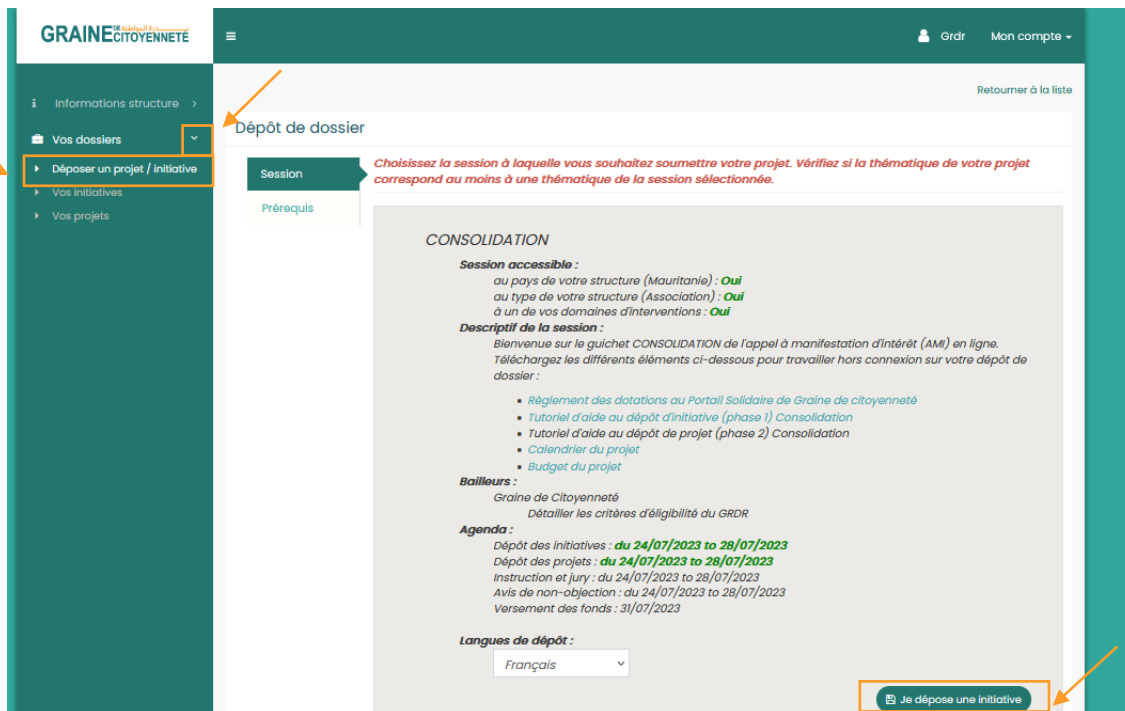 GRAINE DE CITOYENNETÉ
Grdr
Mon compte
Informations structure
Vos dossiers
Déposer un projet / initiative
Vos initiatives
Vos projets
Retourner à la liste
Dépôt de dossier
Session
Prérequis
Choisissez la session à laquelle vous souhaitez soumettre votre projet. Vérifiez si la thématique de votre projet
correspond au moins à une thématique de la session sélectionnée.
CONSOLIDATION
Session accessible :
au pays de votre structure (Mauritanie) : Oui
au type de votre structure (Association) : Oui
à un de vos domaines d'interventions : Oui
Descriptif de la session :
Bienvenue sur le guichet CONSOLIDATION de l'appel à manifestation d'intérêt (AMI) en ligne.
Téléchargez les différents éléments ci-dessous pour travailler hors connexion sur votre dépôt de
dossier :
▪ Règlement des dotations au Portail Solidaire de Graine de citoyenneté
▪ Tutoriel d'aide au dépôt d'initiative (phase 1) Consolidation
▪ Tutoriel d'aide au dépôt de projet (phase 2) Consolidation
▪ Calendrier du projet
▪ Budget du projet
Bailleurs :
Graine de Citoyenneté
Détailler les critères d'éligibilité du GRDR
Agenda :
Dépôt des initiatives : du 24/07/2023 to 28/07/2023
Dépôt des projets : du 24/07/2023 to 28/07/2023
Instruction et jury : du 24/07/2023 to 28/07/2023
Avis de non-objection : du 24/07/2023 to 28/07/2023
Versement des fonds : 31/07/2023
Langues de dépôt :
Français
Je dépose une initiative